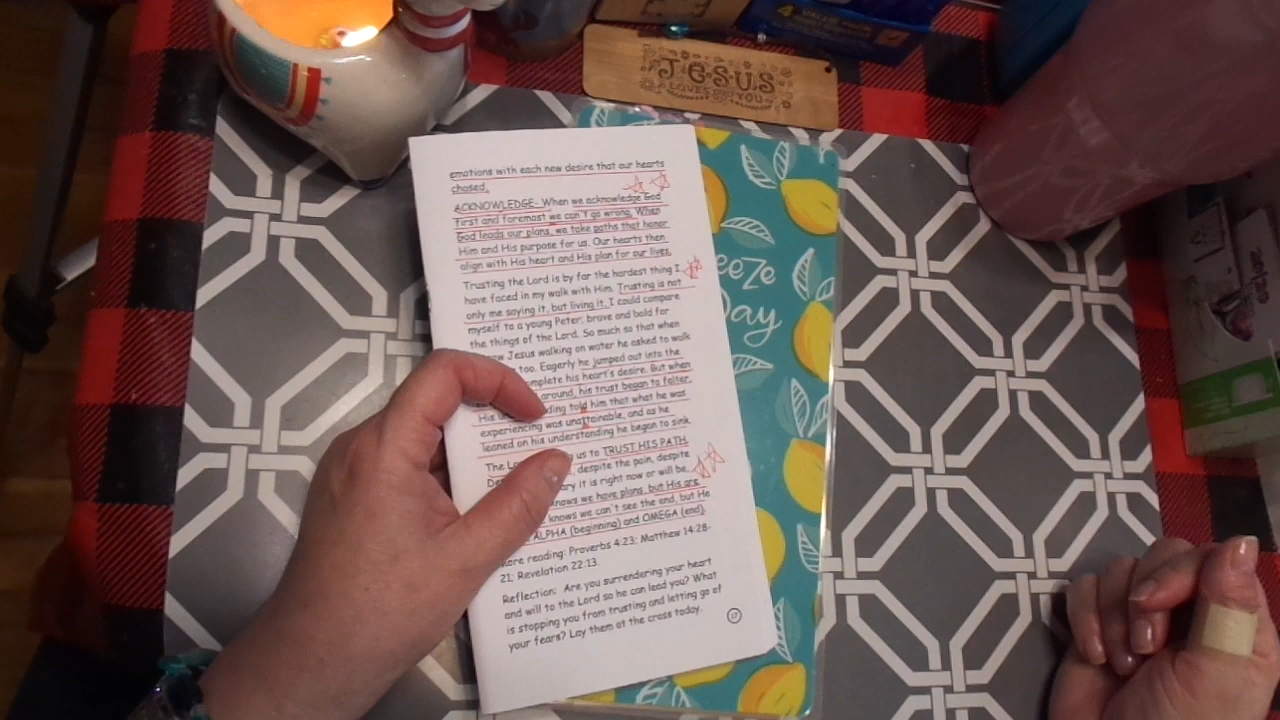 4 VALUE
JESUS
LOVES YOU
emotions with each new desire that our hearts
chased.
ACKNOWLEDGE- When we acknowledge God
first and foremost we can't go wrong. When
God leads our plans, we take paths that honor
Him and His purpose for us. Our hearts then
align with His heart and His plan for our lives.
Trusting the Lord is by far the hardest thing I
have faced in my walk with Him. Trusting is not
only me saying it, but living it. I could compare
myself to a young Peter; brave and bold for
the things of the Lord. So much so that when
Jesus walking on water he asked to walk
too. Eagerly he jumped out into the
his heart's desire. But when
around, his trust began to falter.
His told him that what he was
experiencing was unattainable, and as he
leaned on his understanding he began to sink
The us to TRUST HIS PATH
despite the pain, despite
it is right now or will be.
we have plans, but His are
knows we can't see the end, but He
ALPHA (beginning) and OMEGA (end).
reading: Proverbs 4:23; Matthew 14:28-
21; Revelation 22:13.
Reflection: Are you surrendering your heart
and will to the Lord so he can lead you? What
is stopping you from trusting and letting go of
your fears? Lay them at the cross today.
17
eeze
Day